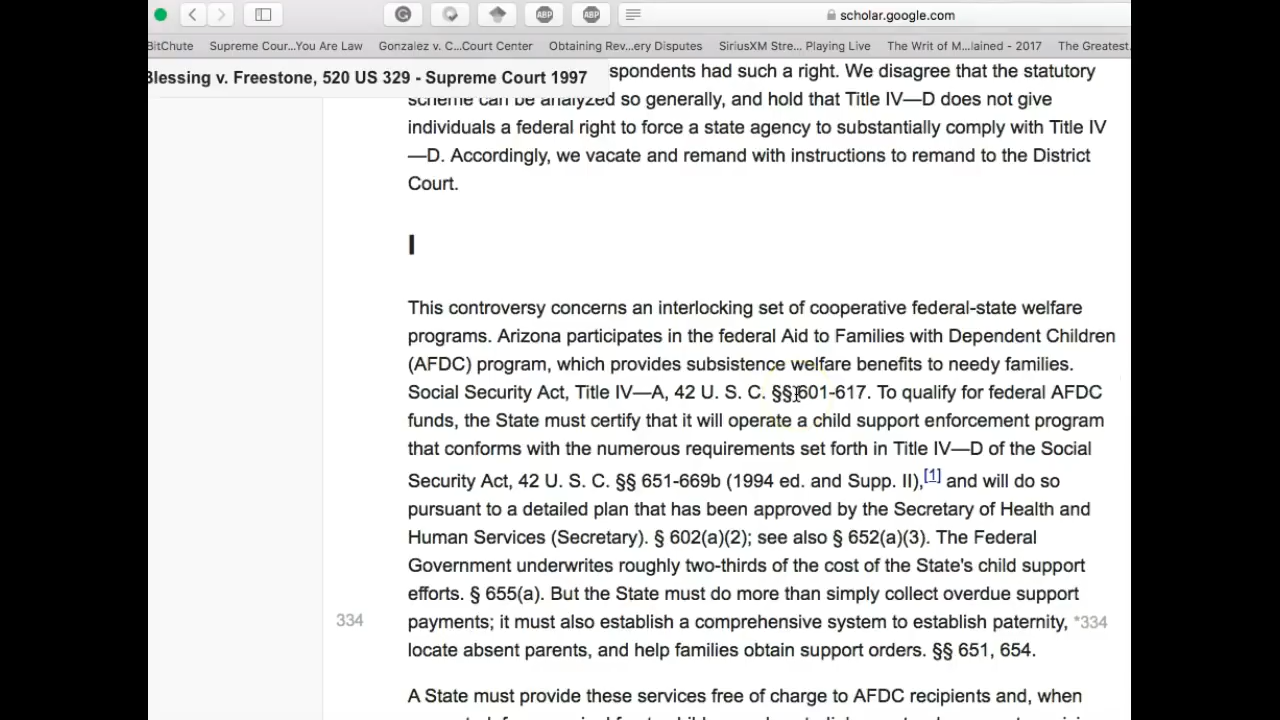 scholar.google.com
BitChute Supreme Cour...You Are Law Gonzalez v. C...Court Center Obtaining Rev...ery Disputes SiriusXM Stre... Playing Live The Writ of M...lained - 2017 The Greatest.
Blessing v. Freestone, 520 US 329 - Supreme Court 1997
spondents had such a right. We disagree that the statutory
scheme can be analyzed so generally, and hold that Title IV—D does not give
individuals a federal right to force a state agency to substantially comply with Title IV
—D. Accordingly, we vacate and remand with instructions to remand to the District
Court.
I
This controversy concerns an interlocking set of cooperative federal-state welfare
programs. Arizona participates in the federal Aid to Families with Dependent Children
(AFDC) program, which provides subsistence welfare benefits to needy families.
Social Security Act, Title IV—A, 42 U. S. C. §§ 601-617. To qualify for federal AFDC
funds, the State must certify that it will operate a child support enforcement program
that conforms with the numerous requirements set forth in Title IV—D of the Social
Security Act, 42 U. S. C. §§ 651-669b (1994 ed. and Supp. II),[1] and will do so
pursuant to a detailed plan that has been approved by the Secretary of Health and
Human Services (Secretary). § 602(a)(2); see also § 652(a)(3). The Federal
Government underwrites roughly two-thirds of the cost of the State's child support
efforts. § 655(a). But the State must do more than simply collect overdue support
334 payments; it must also establish a comprehensive system to establish paternity, *334
locate absent parents, and help families obtain support orders. §§ 651, 654.
A State must provide these services free of charge to AFDC recipients and, when